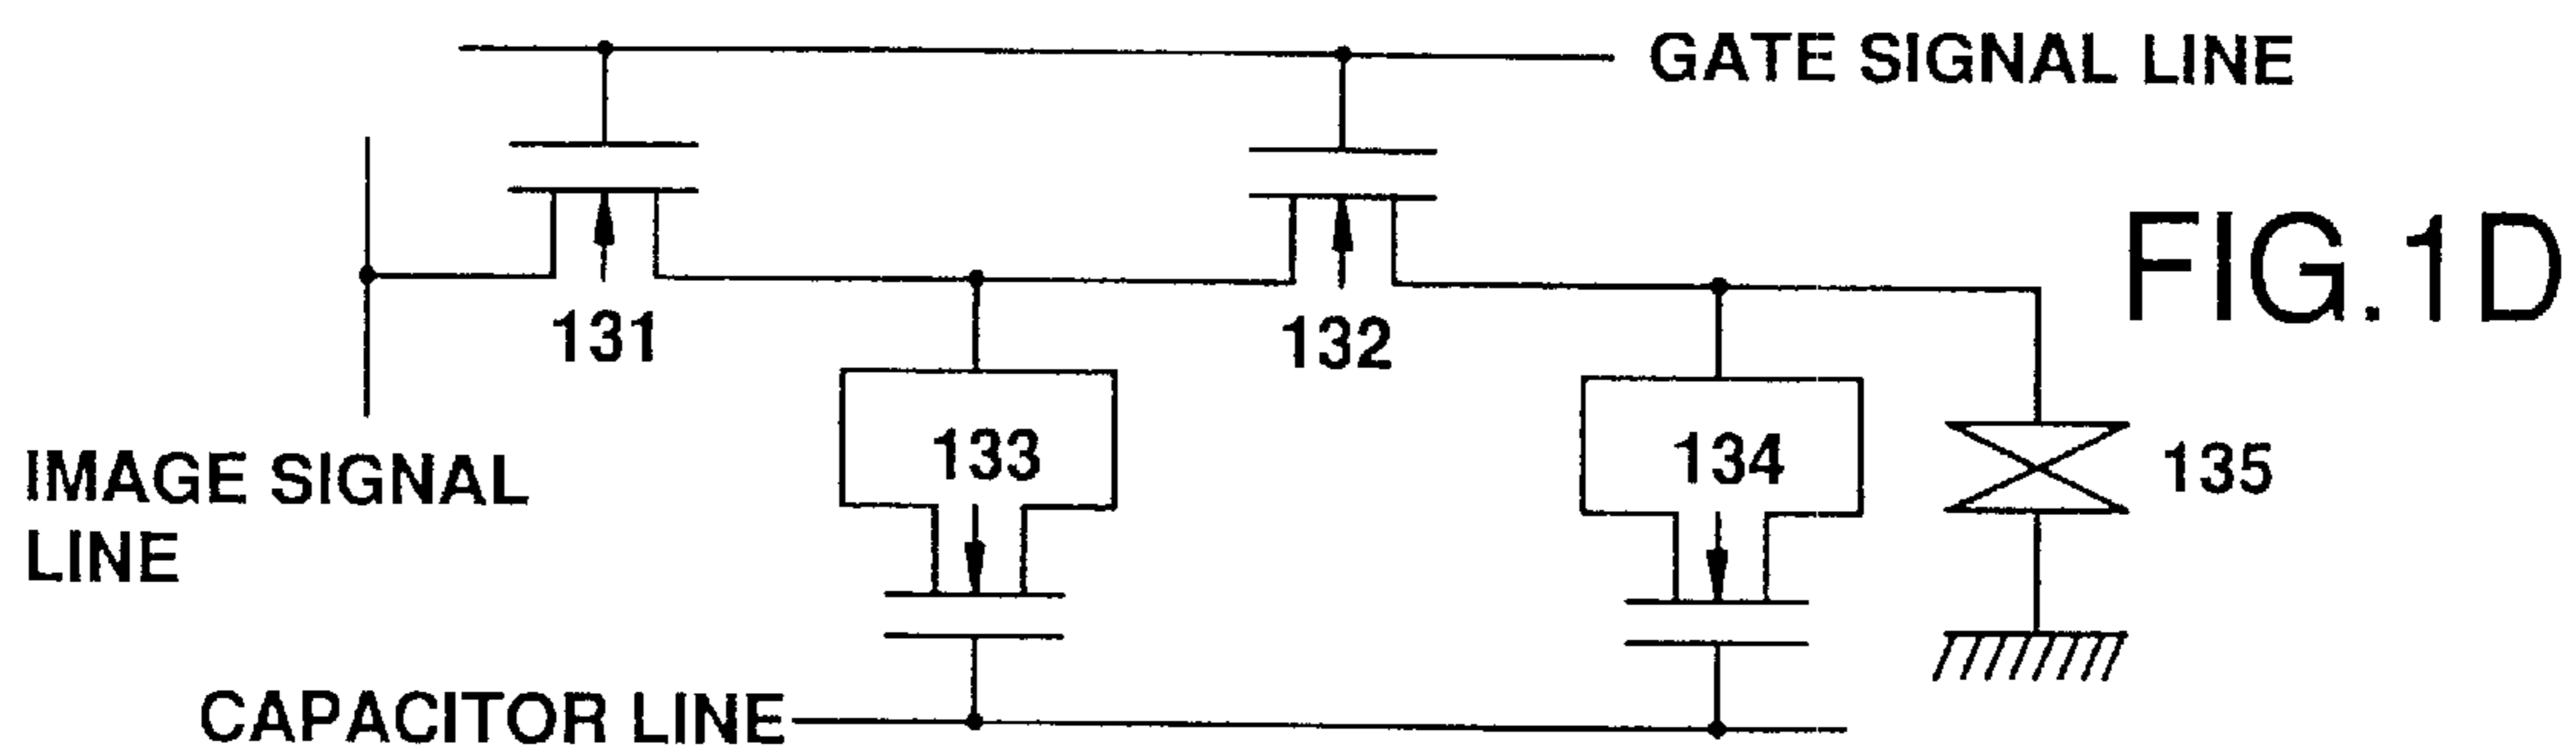 GATE SIGNAL LINE
FIG.1D
131
132
133
134
135
IMAGE SIGNAL
LINE
CAPACITOR LINE